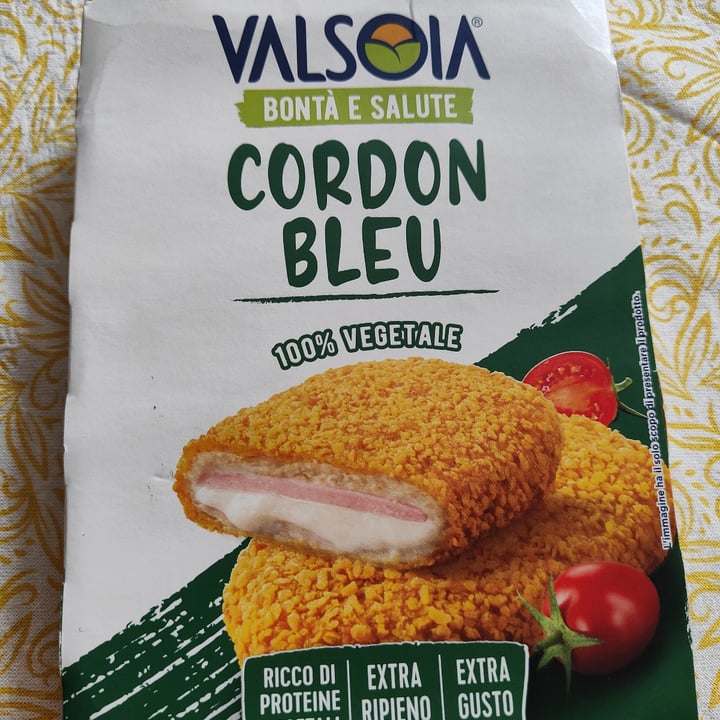 VALSOIA®
BONTÀ E SALUTE
CORDON
BLEU
100% VEGETALE
L'immagine ha il solo scopo di presentare il prodotto.
RICCO DI
PROTEINE
EXTRA
RIPIENO
EXTRA
GUSTO